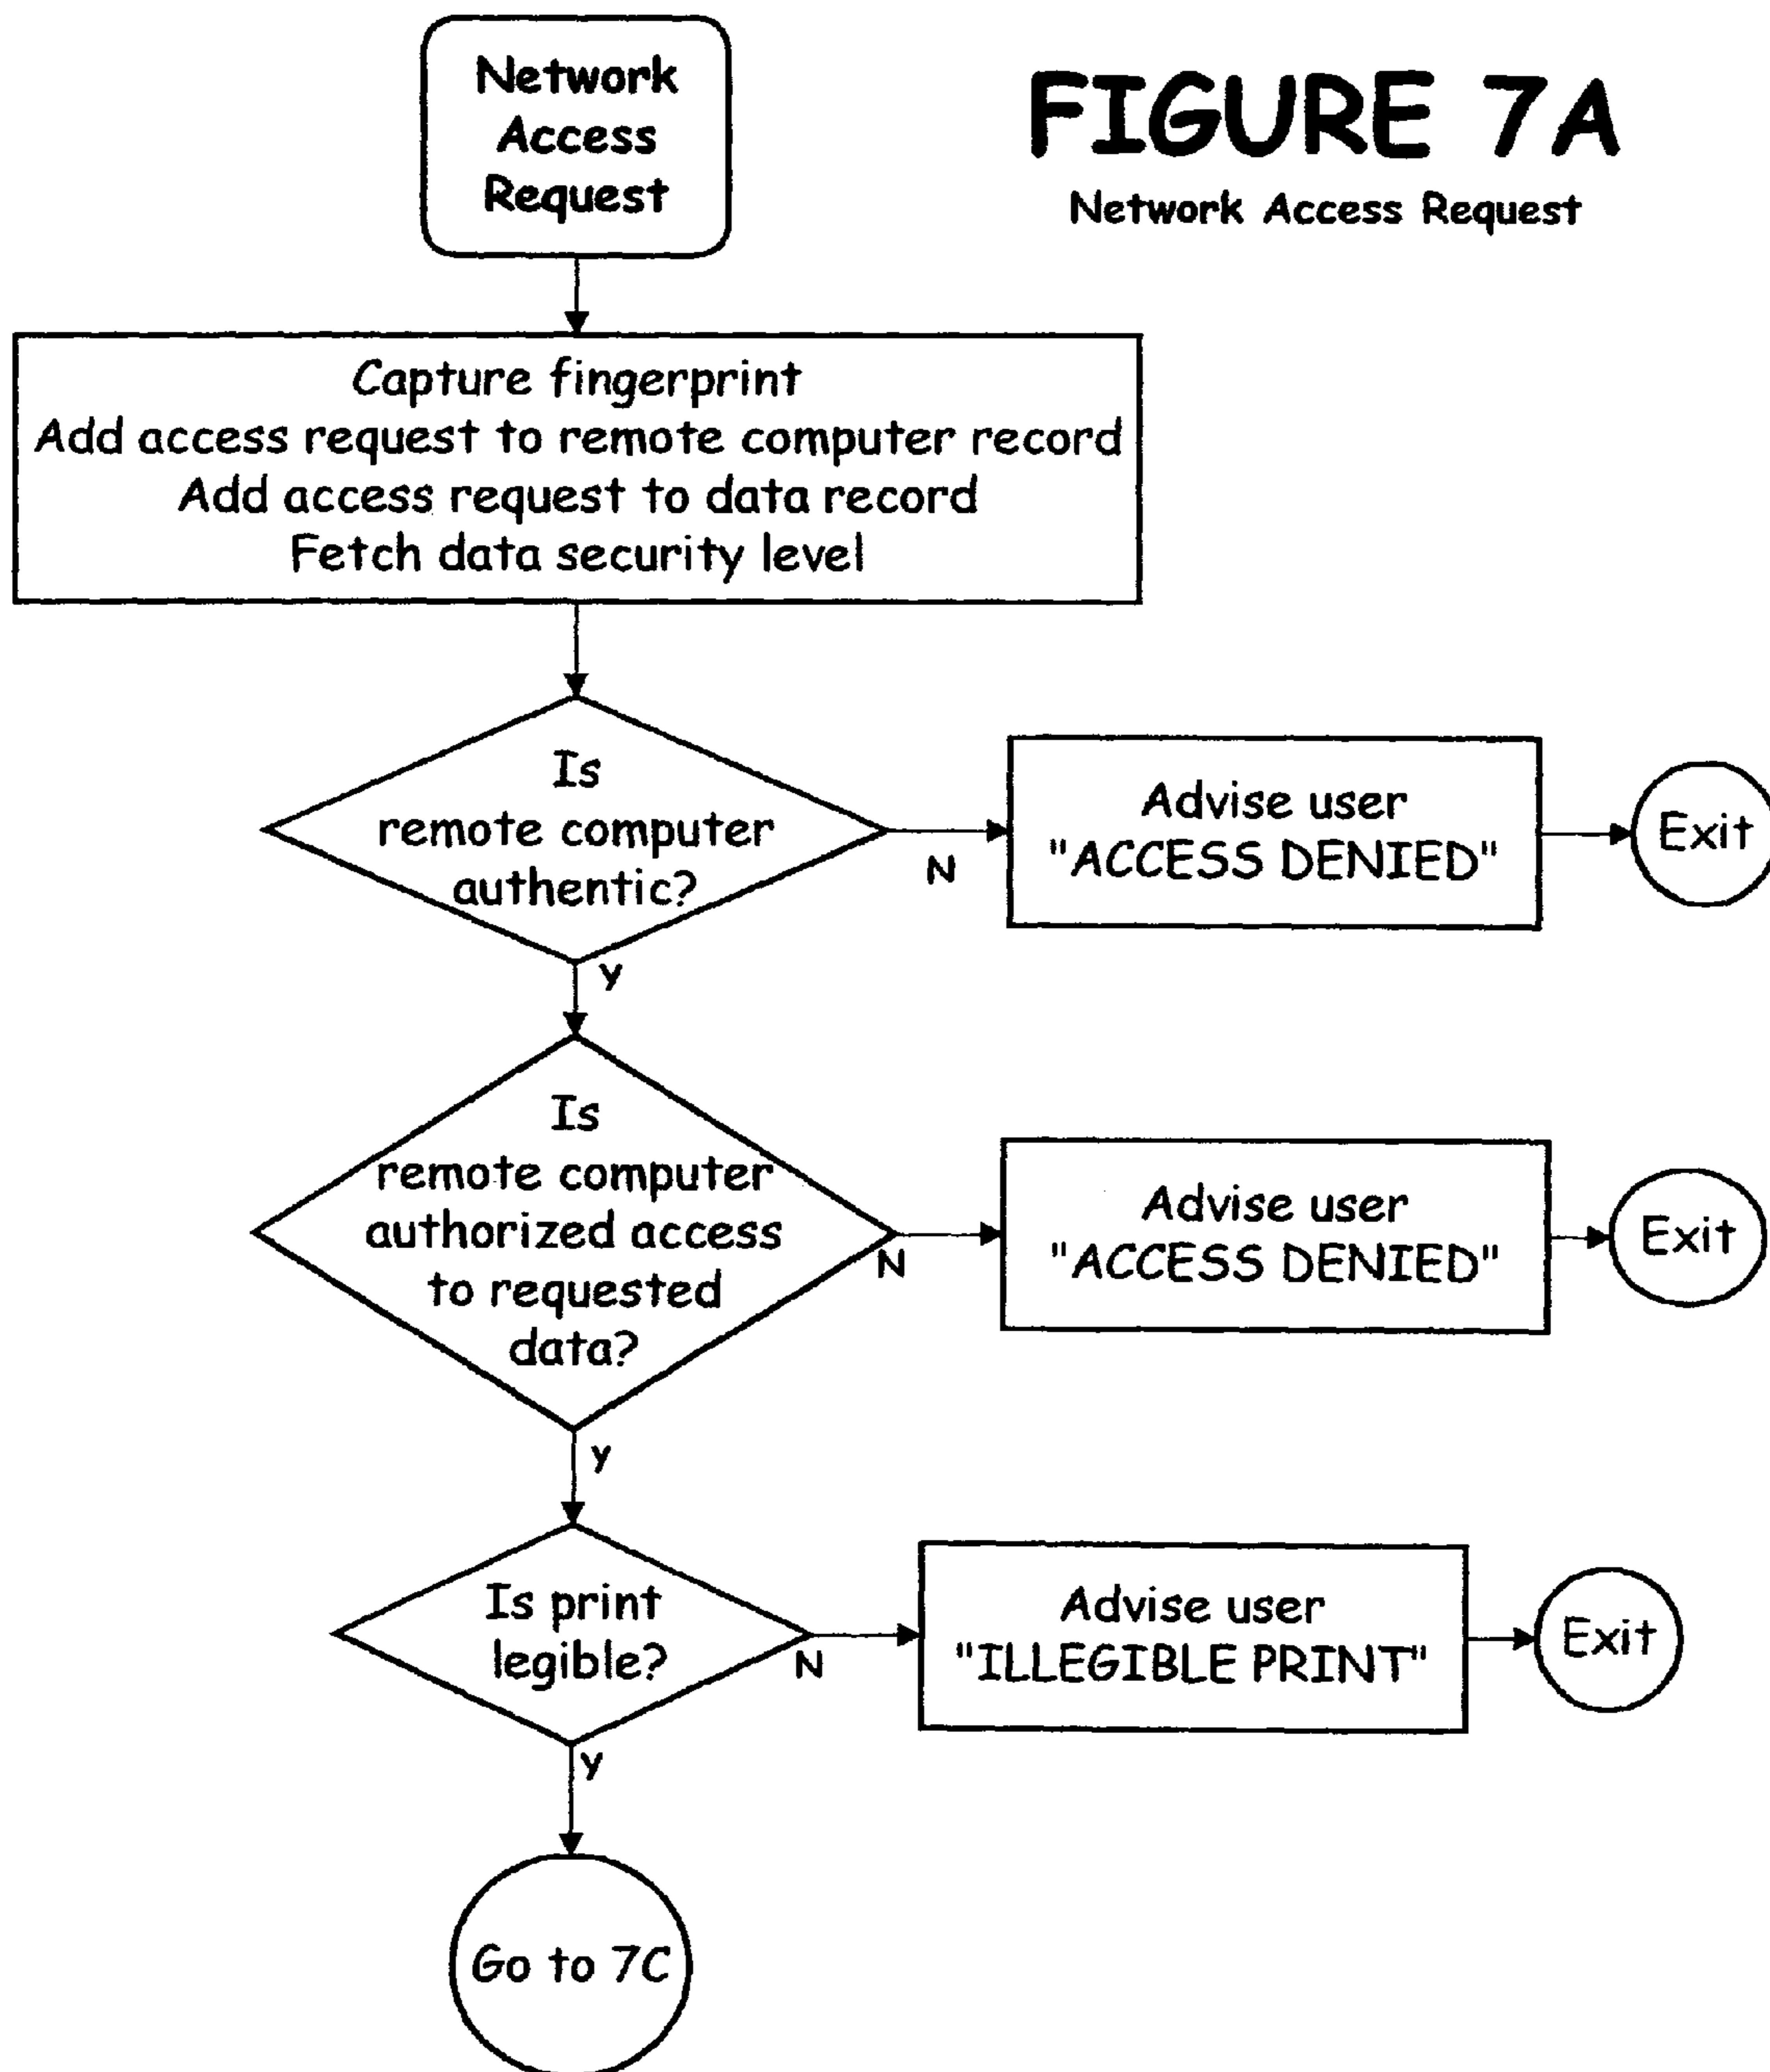 Network
Access
Request
FIGURE 7A
Network Access Request
Capture fingerprint
Add access request to remote computer record
Add access request to data record
Fetch data security level
Is
remote computer
authentic?
N
Advise user
"ACCESS DENIED"
Exit
y
Is
remote computer
authorized access
to requested
data?
N
Advise user
"ACCESS DENIED"
Exit
y
Is print
legible?
N
Advise user
"ILLEGIBLE PRINT"
Exit
y
Go to 7C